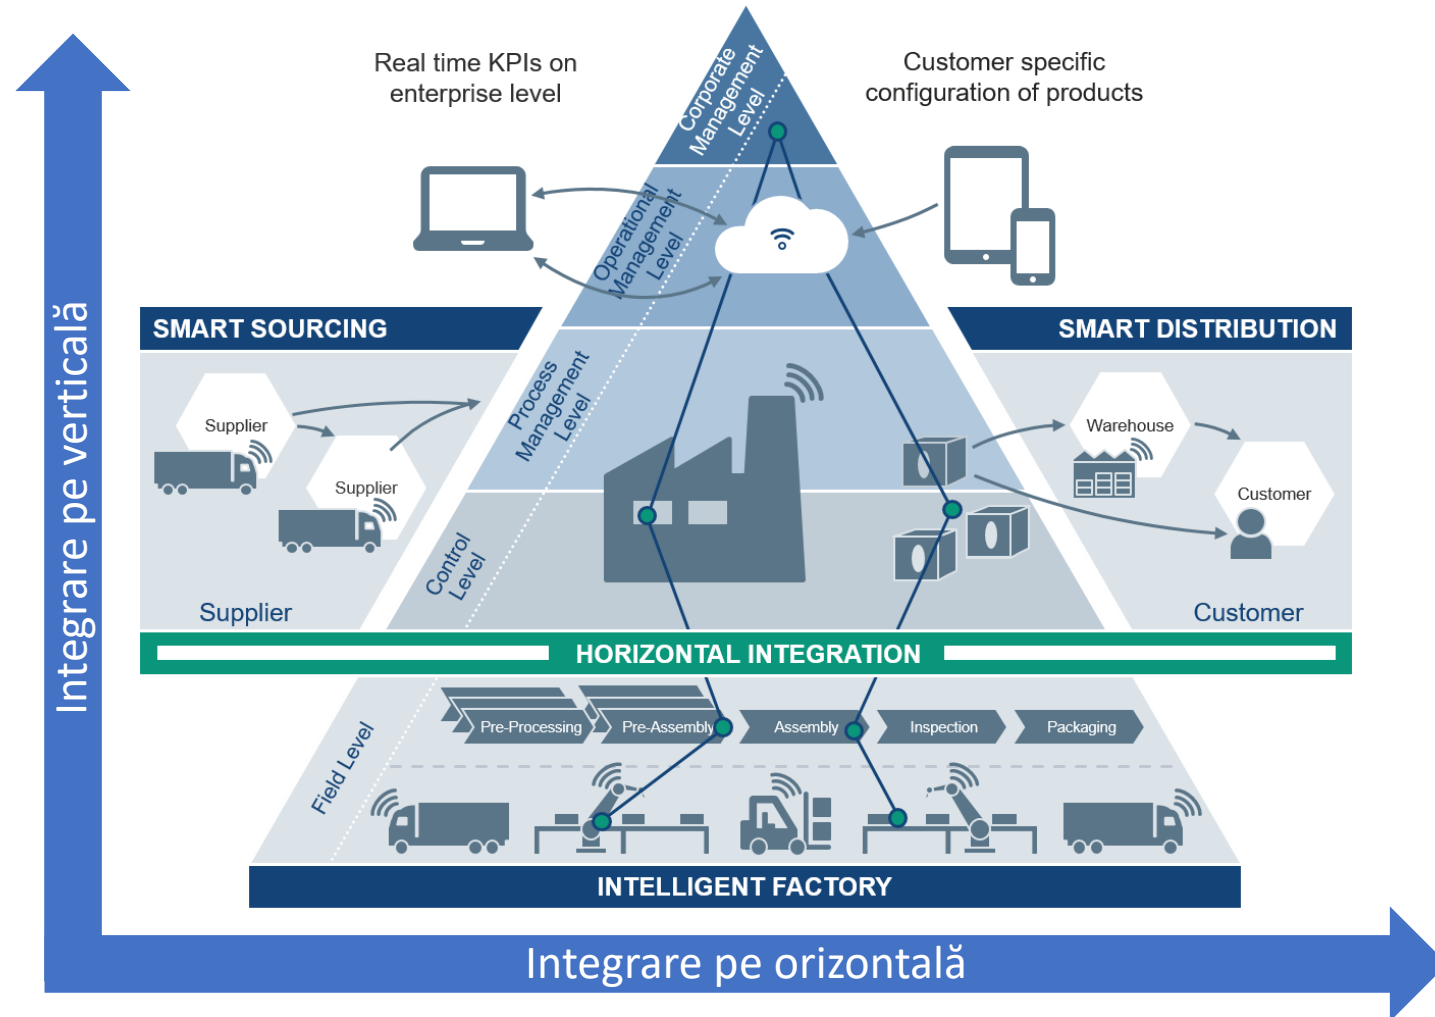 Real time KPIs on
enterprise level
Customer specific
configuration of products
Corporate
Management
Level
Operational
Management
Level
SMART SOURCING
SMART DISTRIBUTION
Process
Management
Level
Supplier
Supplier
Warehouse
Customer
Control
Level
Supplier
Customer
HORIZONTAL INTEGRATION
Field Level
Pre-Processing
Pre-Assembly
Assembly
Inspection
Packaging
INTELLIGENT FACTORY
Integrare pe verticală
Integrare pe orizontală